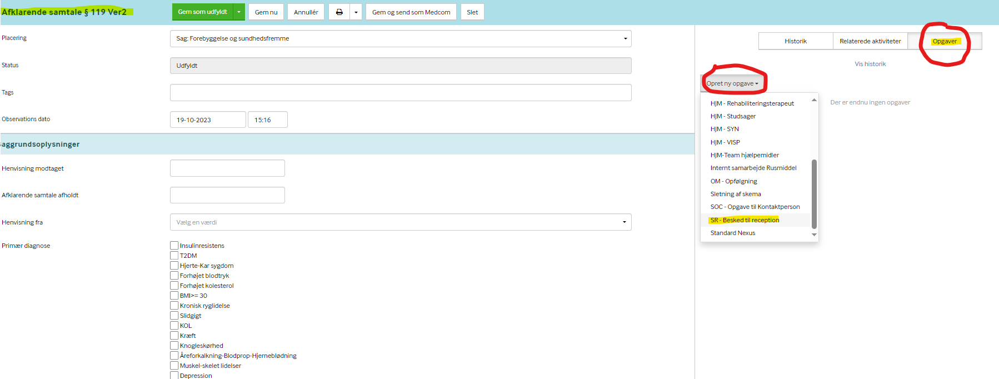 Afklarende samtale § 119 Ver2
Gem som udfyldt
Gem nu
Annullér
Gem og send som Medcom
Slet
Placering
Sag: Forebyggelse og sundhedsfremme
Status
Udfyldt
Tags
Observations dato
19-10-2023
15:16
aggrundsoplysninger
Henvisning modtaget
Afklarende samtale afholdt
Henvisning fra
Vælg en værdi
Primær diagnose
Insulinresistens
T2DM
Hjerte-Kar sygdom
Forhøjet blodtryk
Forhøjet kolesterol
BMI>= 30
Kronisk ryglidelse
Slidgigt
KOL
Kræft
Knogleskørhed
Åreforkalkning-Blodprop-Hjerneblødning
Muskel-skelet lidelser
Depression
Historik
Relaterede aktiviteter
Opgaver
Vis historik
Opret ny opgave
Der er endnu ingen opgaver
HJM - Rehabiliteringsterapeut
HJM - Studsager
HJM - SYN
HJM - VISP
HJM-Team hjælpemidler
Internt samarbejde Rusmiddel
OM - Opfølgning
Sletning af skema
SOC - Opgave til Kontaktperson
SR - Besked til reception
Standard Nexus